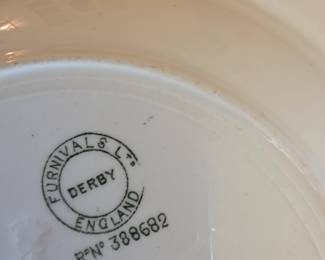 FURNIVALS LTD
DERBY
ENGLAND
RD NO 388682